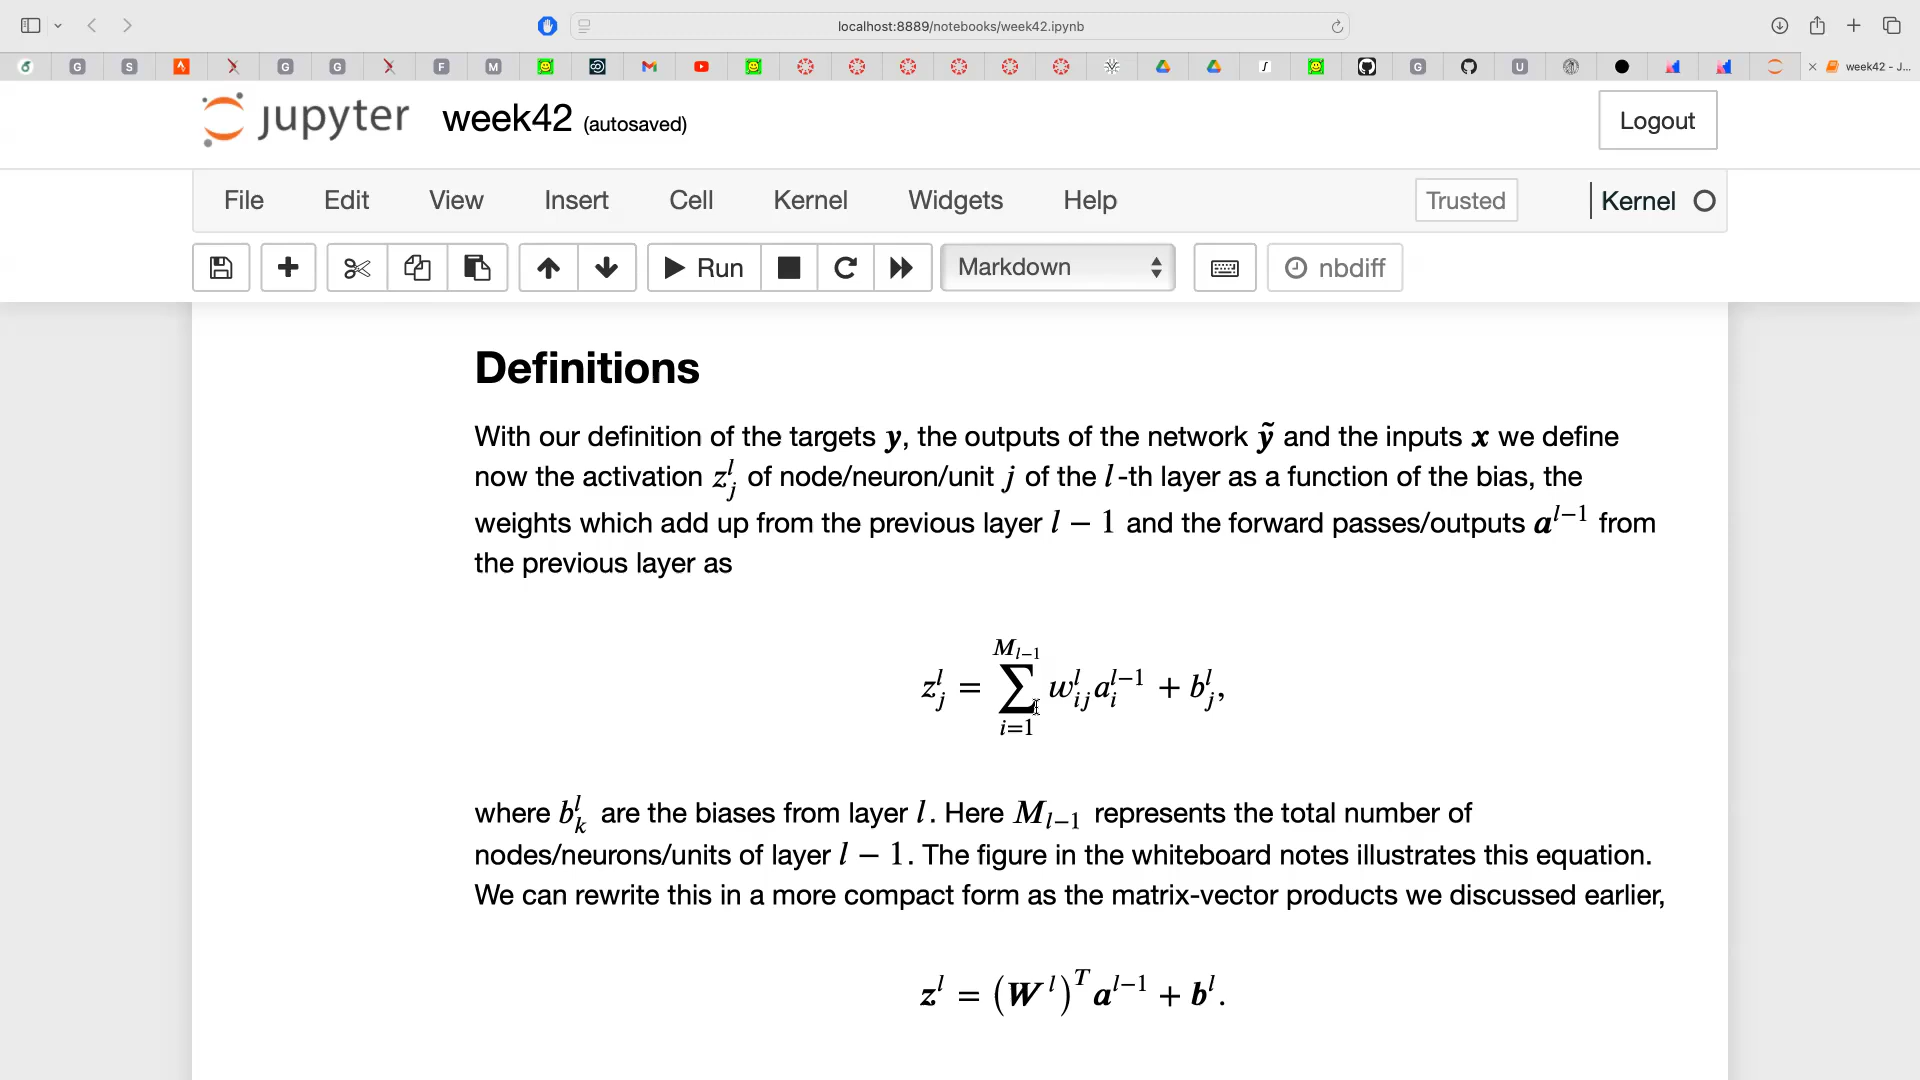 localhost:8889/notebooks/week42.ipynb
week42 - J...
jupyter week42 (autosaved) Logout
File Edit View Insert Cell Kernel Widgets Help Trusted Kernel
Run Markdown nbdiff
Definitions
With our definition of the targets y, the outputs of the network ỹ and the inputs x we define
now the activation z_j^l of node/neuron/unit j of the l-th layer as a function of the bias, the
weights which add up from the previous layer l − 1 and the forward passes/outputs a^{l−1} from
the previous layer as
z_j^l = \sum_{i=1}^{M_{l−1}} w_{ij}^l a_i^{l−1} + b_j^l,
where b_k^l are the biases from layer l. Here M_{l−1} represents the total number of
nodes/neurons/units of layer l − 1. The figure in the whiteboard notes illustrates this equation.
We can rewrite this in a more compact form as the matrix-vector products we discussed earlier,
z^l = (W^l)^T a^{l−1} + b^l.